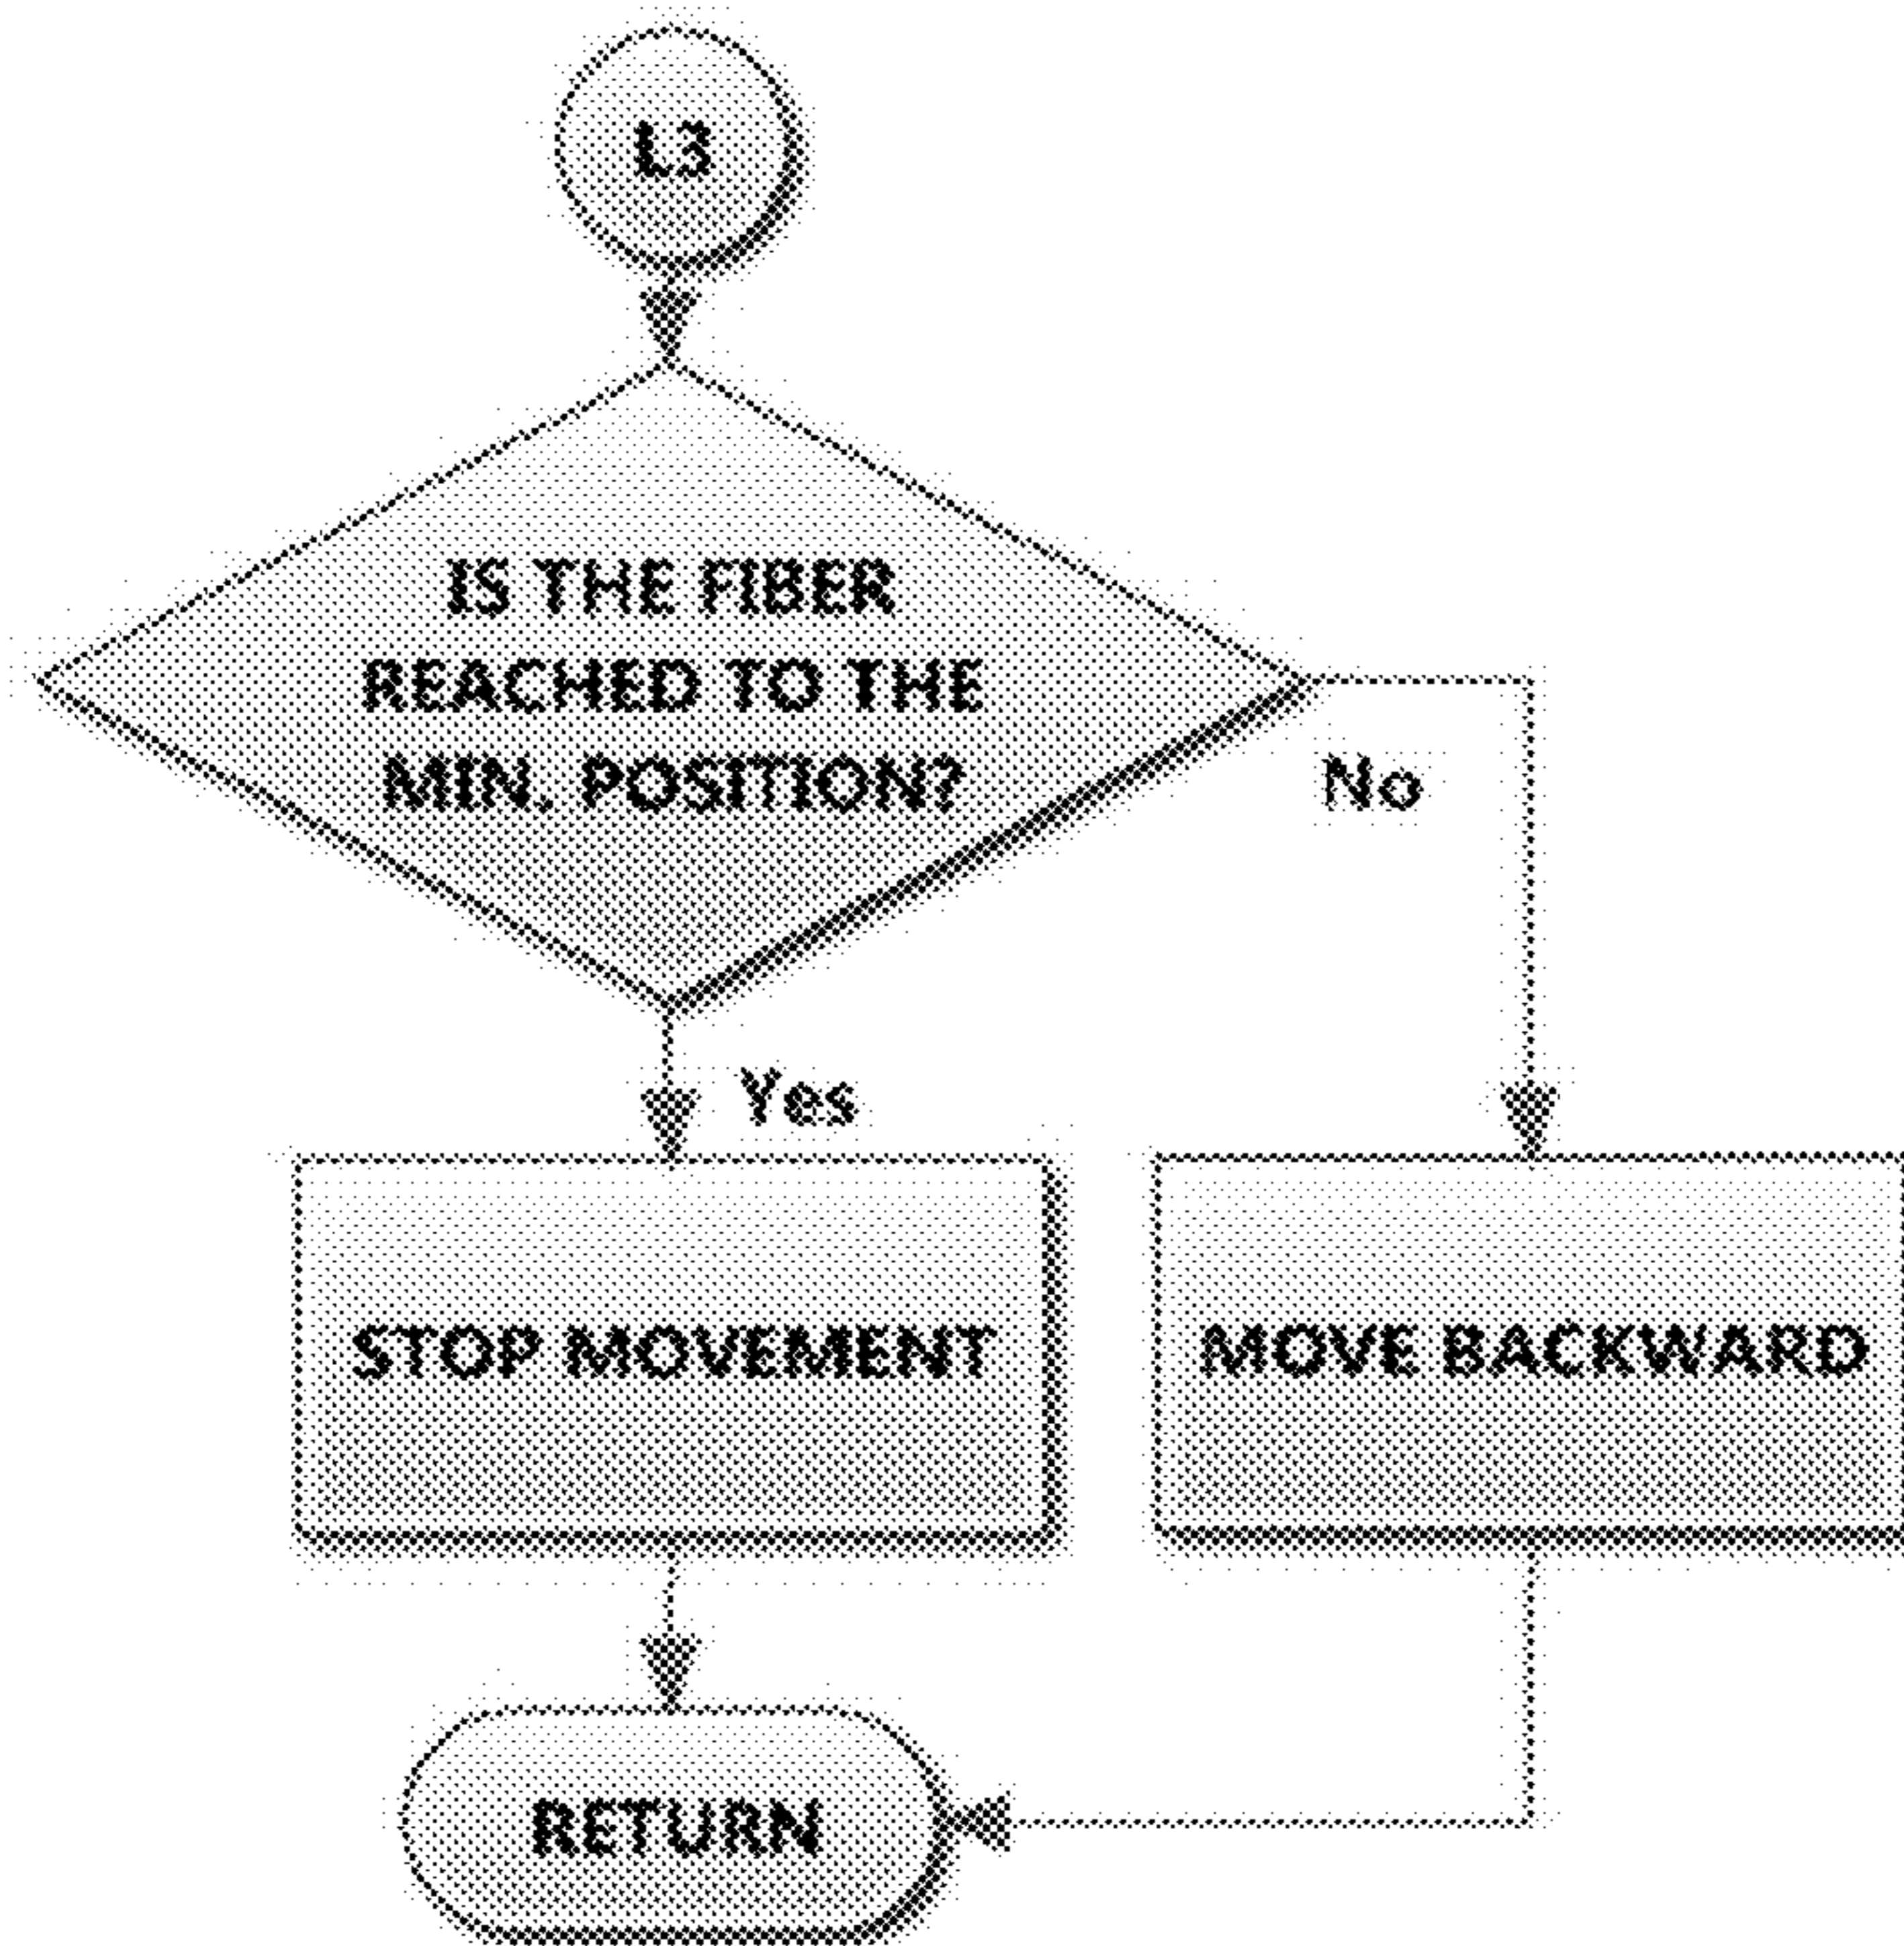 L3
IS THE FIBER
REACHED TO THE
MIN. POSITION?
No
Yes
STOP MOVEMENT
MOVE BACKWARD
RETURN